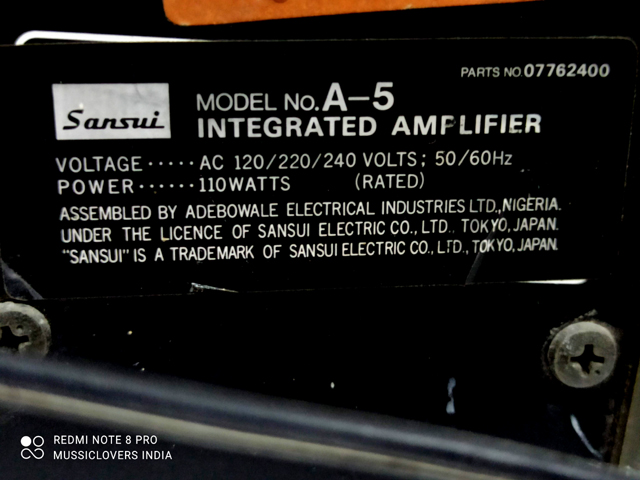 PARTS NO.07762400
Sansui
MODEL No. A-5
INTEGRATED AMPLIFIER
VOLTAGE ····· AC 120/220/240 VOLTS; 50/60Hz
POWER ······ 110WATTS (RATED)
ASSEMBLED BY ADEBOWALE ELECTRICAL INDUSTRIES LTD., NIGERIA.
UNDER THE LICENCE OF SANSUI ELECTRIC CO., LTD. TOKYO, JAPAN.
"SANSUI" IS A TRADEMARK OF SANSUI ELECTRIC CO., LTD., TOKYO, JAPAN.
REDMI NOTE 8 PRO
MUSSICLOVERS INDIA